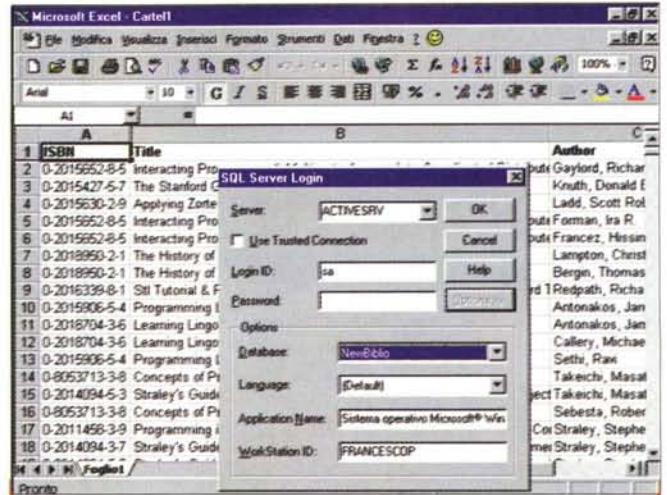 Microsoft Excel - Cartel1
File Modifica Visualizza Inserisci Formato Strumenti Dati Finestra ?
100%
Arial 10 G I S
A1 =
A B C
1 ISBN Title Author
2 0-2015652-8-5 Interacting Pro Gaylord, Richar
3 0-2015427-5-7 The Stanford G Knuth, Donald E
4 0-2015630-2-9 Applying Zorte Ladd, Scott Rol
5 0-2015652-8-5 Interacting Pro Forman, Ira R.
6 0-2015652-8-5 Interacting Pro Francez, Nissin
7 0-2018950-2-1 The History of Lampton, Christ
8 0-2018950-2-1 The History of Bergin, Thomas
9 0-2016339-8-1 Stl Tutorial & F Redpath, Richa
10 0-2015906-5-4 Programming L Antonakos, Jan
11 0-2018704-3-6 Learning Lingo Antonakos, Jan
12 0-2018704-3-6 Learning Lingo Callery, Michae
13 0-2015906-5-4 Programming L Sethi, Ravi
14 0-8053713-3-8 Concepts of Pr Takeichi, Masat
15 0-2014094-5-3 Straley's Guide Takeichi, Masat
16 0-8053713-3-8 Concepts of Pr Sebesta, Rober
17 0-2011458-3-9 Programming i Straley, Stephe
18 0-2014094-3-7 Straley's Guide Straley, Stephe
Foglio1
Pronto
SQL Server Login
Server: ACTIVESRV OK
Use Trusted Connection Cancel
Login ID: sa Help
Password: Options
Options
Database: NewBiblio
Language: (Default)
Application Name: Sistema operativo Microsoft® Win
WorkStation ID: FRANCESCOP